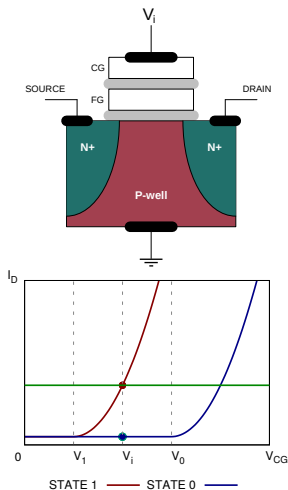 Vi
CG
SOURCE
DRAIN
FG
N+
N+
P-well
ID
0
V1
Vi
V0
VCG
STATE 1
STATE 0